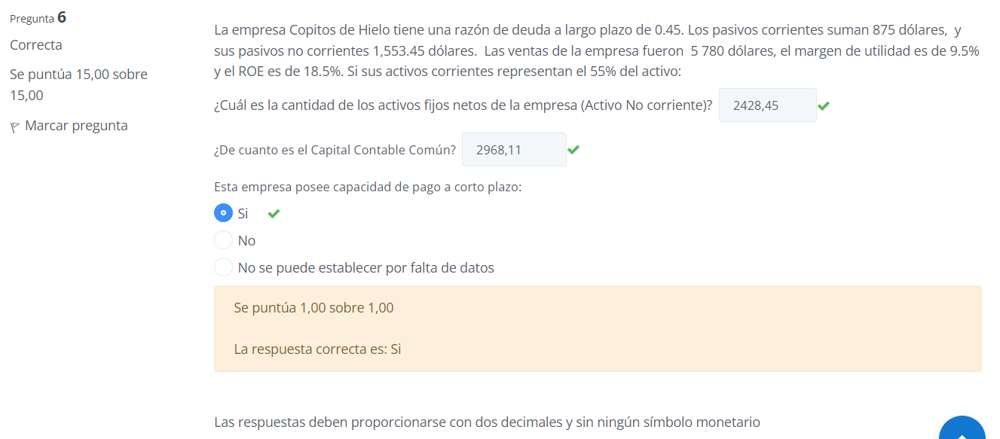 Pregunta 6
Correcta
Se puntúa 15,00 sobre
15,00
Marcar pregunta
La empresa Copitos de Hielo tiene una razón de deuda a largo plazo de 0.45. Los pasivos corrientes suman 875 dólares, y
sus pasivos no corrientes 1,553.45 dólares. Las ventas de la empresa fueron 5 780 dólares, el margen de utilidad es de 9.5%
y el ROE es de 18.5%. Si sus activos corrientes representan el 55% del activo:
¿Cuál es la cantidad de los activos fijos netos de la empresa (Activo No corriente)? 2428,45
¿De cuanto es el Capital Contable Común? 2968,11
Esta empresa posee capacidad de pago a corto plazo:
Si
No
No se puede establecer por falta de datos
Se puntúa 1,00 sobre 1,00
La respuesta correcta es: Si
Las respuestas deben proporcionarse con dos decimales y sin ningún símbolo monetario